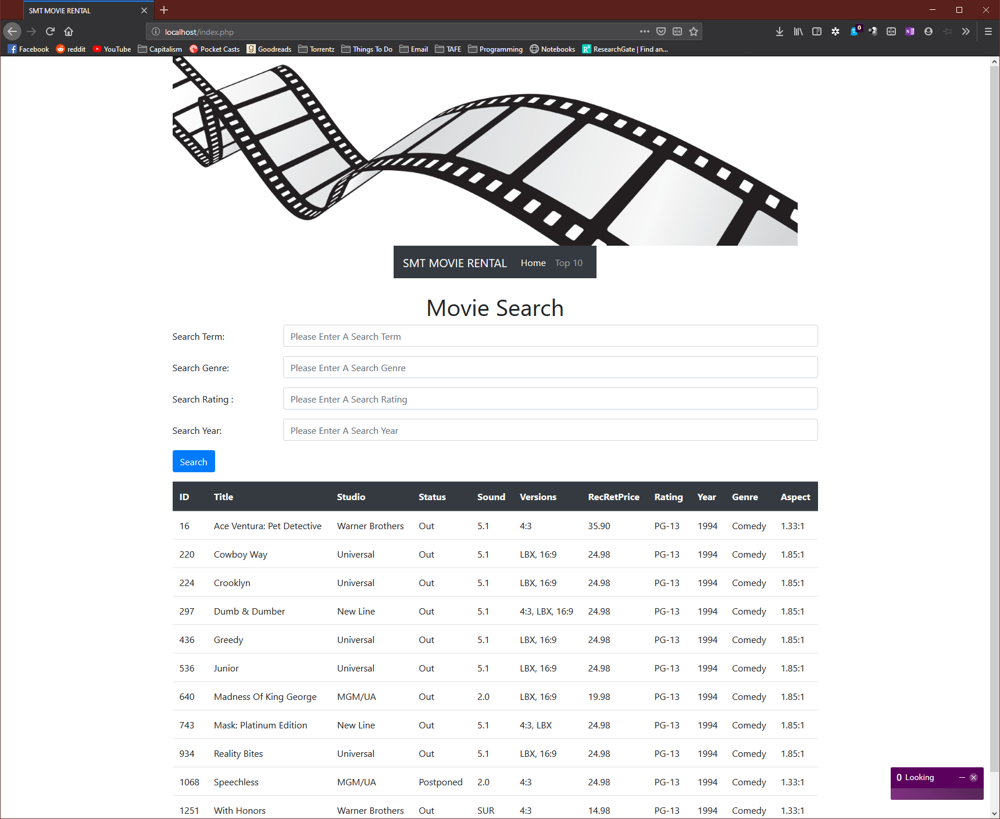 SMT MOVIE RENTAL
localhost/index.php
0
N
Facebook reddit YouTube Capitalism Pocket Casts Goodreads Torrentz Things To Do Email TAFE Programming Notebooks ResearchGate | Find an...
SMT MOVIE RENTAL Home Top 10
Movie Search
Search Term: Please Enter A Search Term
Search Genre: Please Enter A Search Genre
Search Rating : Please Enter A Search Rating
Search Year: Please Enter A Search Year
Search
ID Title Studio Status Sound Versions RecRetPrice Rating Year Genre Aspect
16 Ace Ventura: Pet Detective Warner Brothers Out 5.1 4:3 35.90 PG-13 1994 Comedy 1.33:1
220 Cowboy Way Universal Out 5.1 LBX, 16:9 24.98 PG-13 1994 Comedy 1.85:1
224 Crooklyn Universal Out 5.1 LBX, 16:9 24.98 PG-13 1994 Comedy 1.85:1
297 Dumb & Dumber New Line Out 5.1 4:3, LBX, 16:9 24.98 PG-13 1994 Comedy 1.85:1
436 Greedy Universal Out 5.1 LBX, 16:9 24.98 PG-13 1994 Comedy 1.85:1
536 Junior Universal Out 5.1 LBX, 16:9 24.98 PG-13 1994 Comedy 1.85:1
640 Madness Of King George MGM/UA Out 2.0 LBX, 16:9 19.98 PG-13 1994 Comedy 1.85:1
743 Mask: Platinum Edition New Line Out 5.1 4:3, LBX 24.98 PG-13 1994 Comedy 1.85:1
934 Reality Bites Universal Out 5.1 LBX, 16:9 24.98 PG-13 1994 Comedy 1.85:1
0 Looking
1068 Speechless MGM/UA Postponed 2.0 4:3 24.98 PG-13 1994 Comedy 1.33:1
1251 With Honors Warner Brothers Out SUR 4:3 14.98 PG-13 1994 Comedy 1.33:1